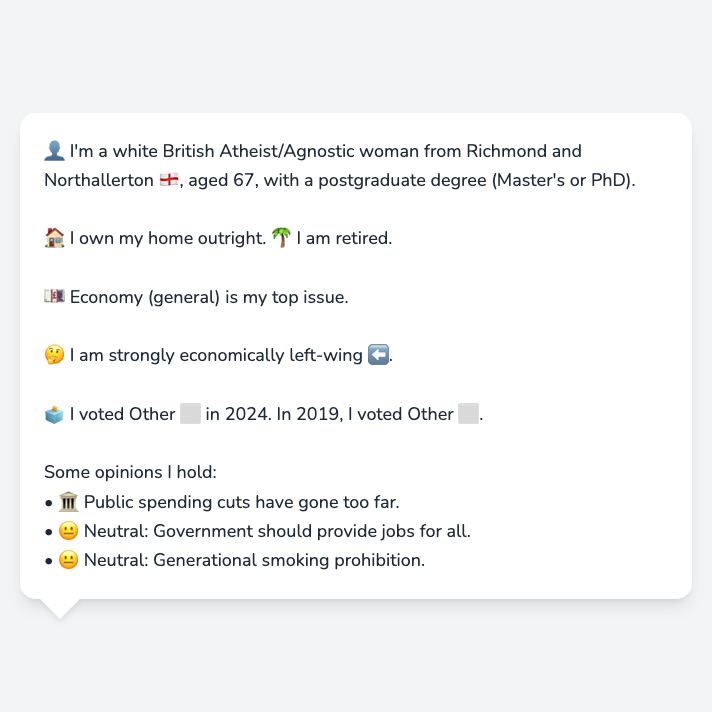 👤 I'm a white British Atheist/Agnostic woman from Richmond and
Northallerton 🏴󠁧󠁢󠁥󠁮󠁧󠁿, aged 67, with a postgraduate degree (Master's or PhD).
🏠 I own my home outright. 🌴 I am retired.
💷 Economy (general) is my top issue.
🤔 I am strongly economically left-wing ⬅️.
🗳️ I voted Other ⬜ in 2024. In 2019, I voted Other ⬜.
Some opinions I hold:
• 🏛️ Public spending cuts have gone too far.
• 😐 Neutral: Government should provide jobs for all.
• 😐 Neutral: Generational smoking prohibition.